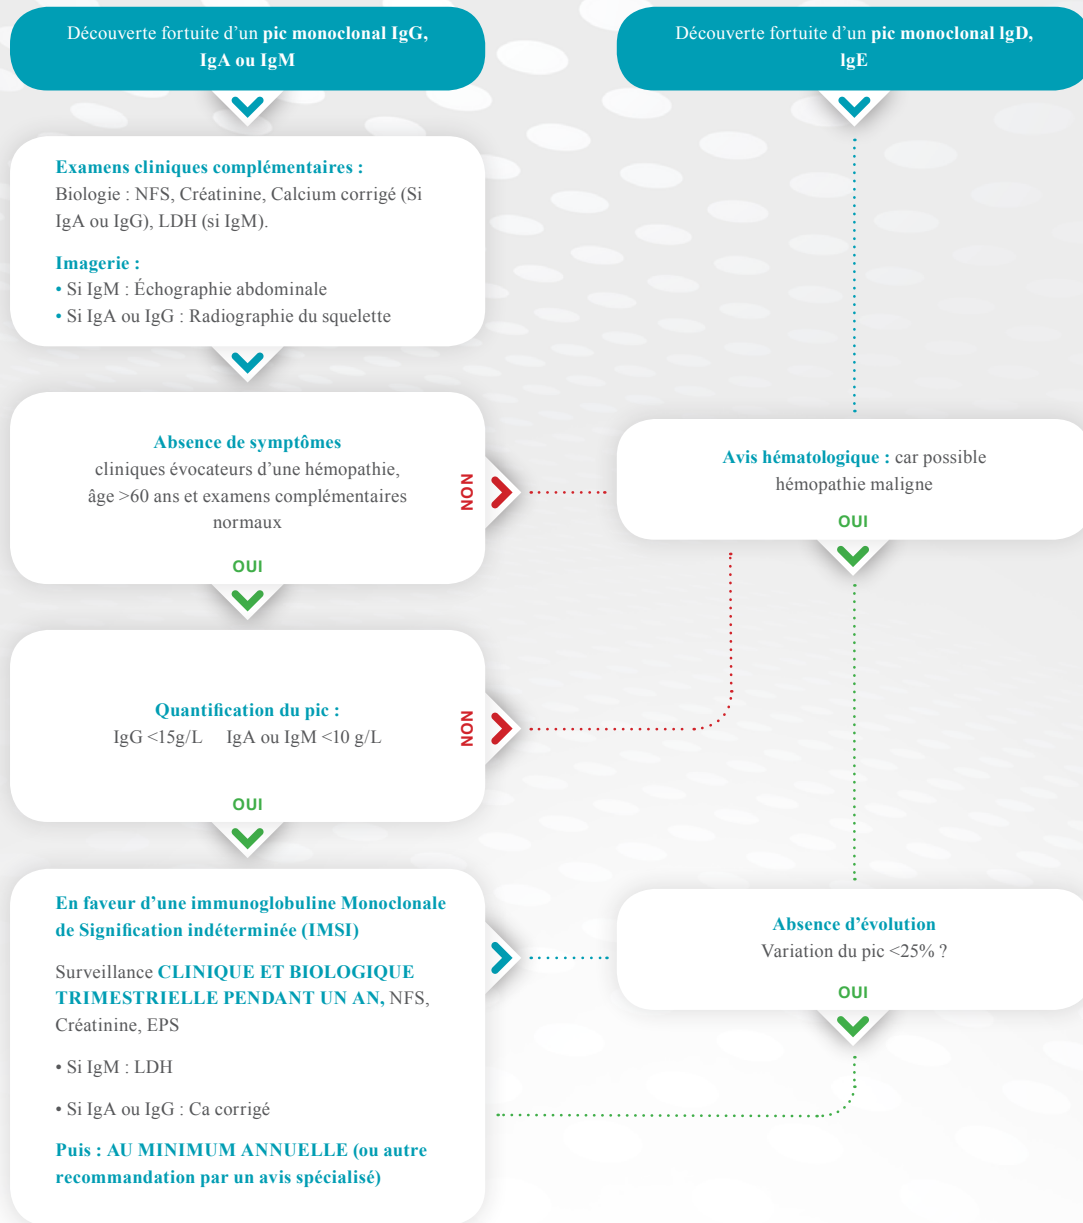 Découverte fortuite d'un pic monoclonal IgG,
IgA ou IgM
Examens cliniques complémentaires :
Biologie : NFS, Créatinine, Calcium corrigé (Si
IgA ou IgG), LDH (si IgM).
Imagerie :
• Si IgM : Échographie abdominale
• Si IgA ou IgG : Radiographie du squelette
Absence de symptômes
cliniques évocateurs d'une hémopathie,
âge >60 ans et examens complémentaires
normaux
NON
OUI
Quantification du pic :
IgG <15g/L IgA ou IgM <10 g/L
NON
OUI
En faveur d'une immunoglobuline Monoclonale
de Signification indéterminée (IMSI)
Surveillance CLINIQUE ET BIOLOGIQUE
TRIMESTRIELLE PENDANT UN AN, NFS,
Créatinine, EPS
• Si IgM : LDH
• Si IgA ou IgG : Ca corrigé
Puis : AU MINIMUM ANNUELLE (ou autre
recommandation par un avis spécialisé)
Découverte fortuite d'un pic monoclonal lgD,
lgE
Avis hématologique : car possible
hémopathie maligne
OUI
Absence d'évolution
Variation du pic <25% ?
OUI